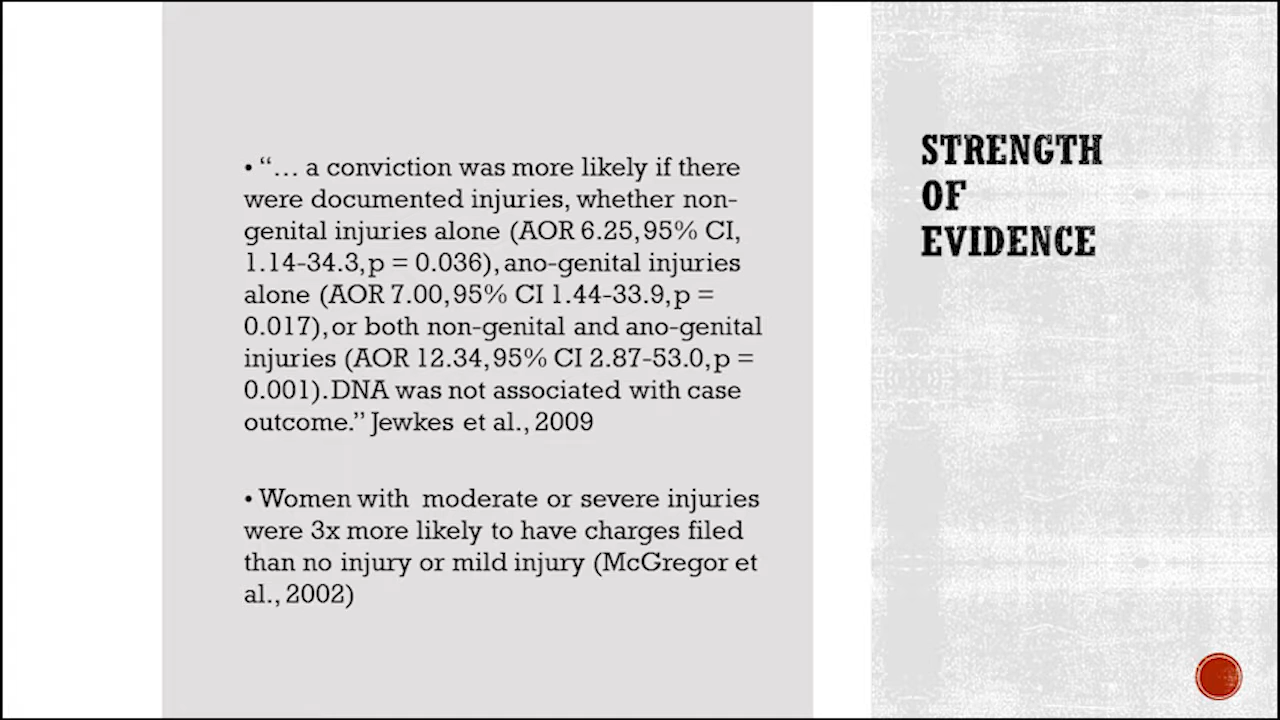 • “… a conviction was more likely if there
were documented injuries, whether non-
genital injuries alone (AOR 6.25, 95% CI,
1.14-34.3, p = 0.036), ano-genital injuries
alone (AOR 7.00, 95% CI 1.44-33.9, p =
0.017), or both non-genital and ano-genital
injuries (AOR 12.34, 95% CI 2.87-53.0, p =
0.001). DNA was not associated with case
outcome.” Jewkes et al., 2009
• Women with moderate or severe injuries
were 3x more likely to have charges filed
than no injury or mild injury (McGregor et
al., 2002)
STRENGTH
OF
EVIDENCE